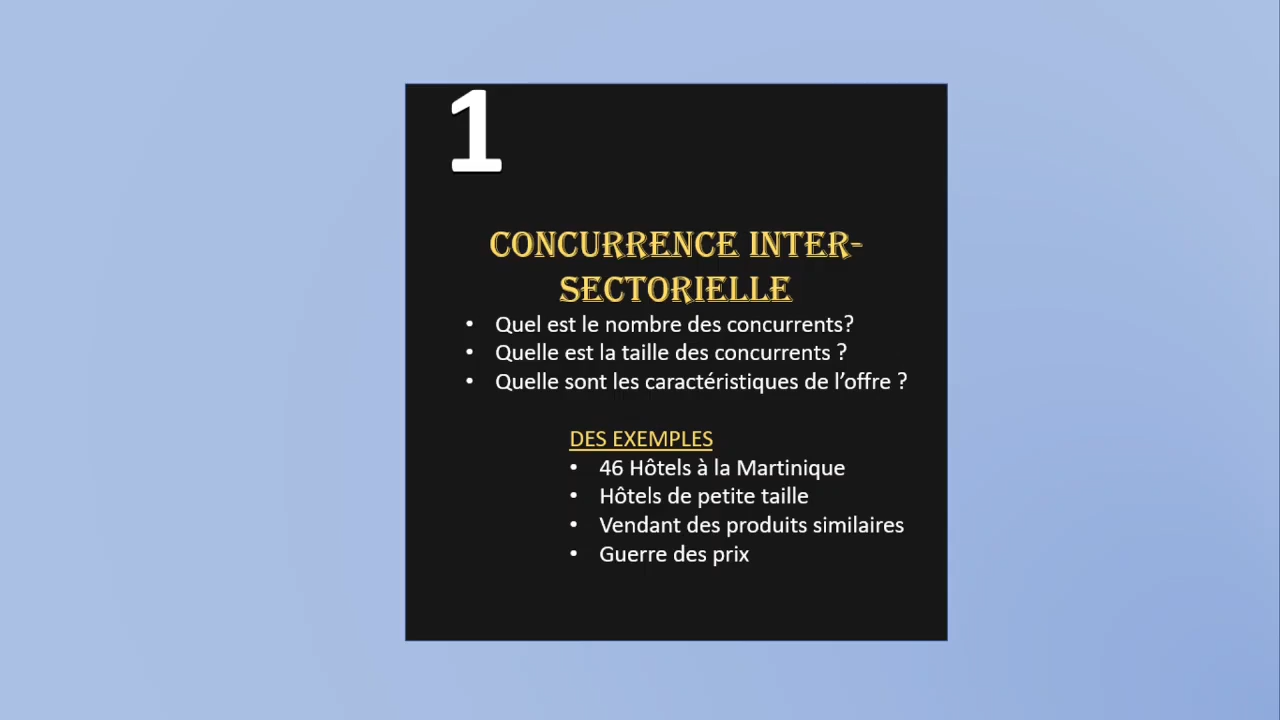 1
CONCURRENCE INTER-
SECTORIELLE
• Quel est le nombre des concurrents?
• Quelle est la taille des concurrents ?
• Quelle sont les caractéristiques de l’offre ?
DES EXEMPLES
• 46 Hôtels à la Martinique
• Hôtels de petite taille
• Vendant des produits similaires
• Guerre des prix